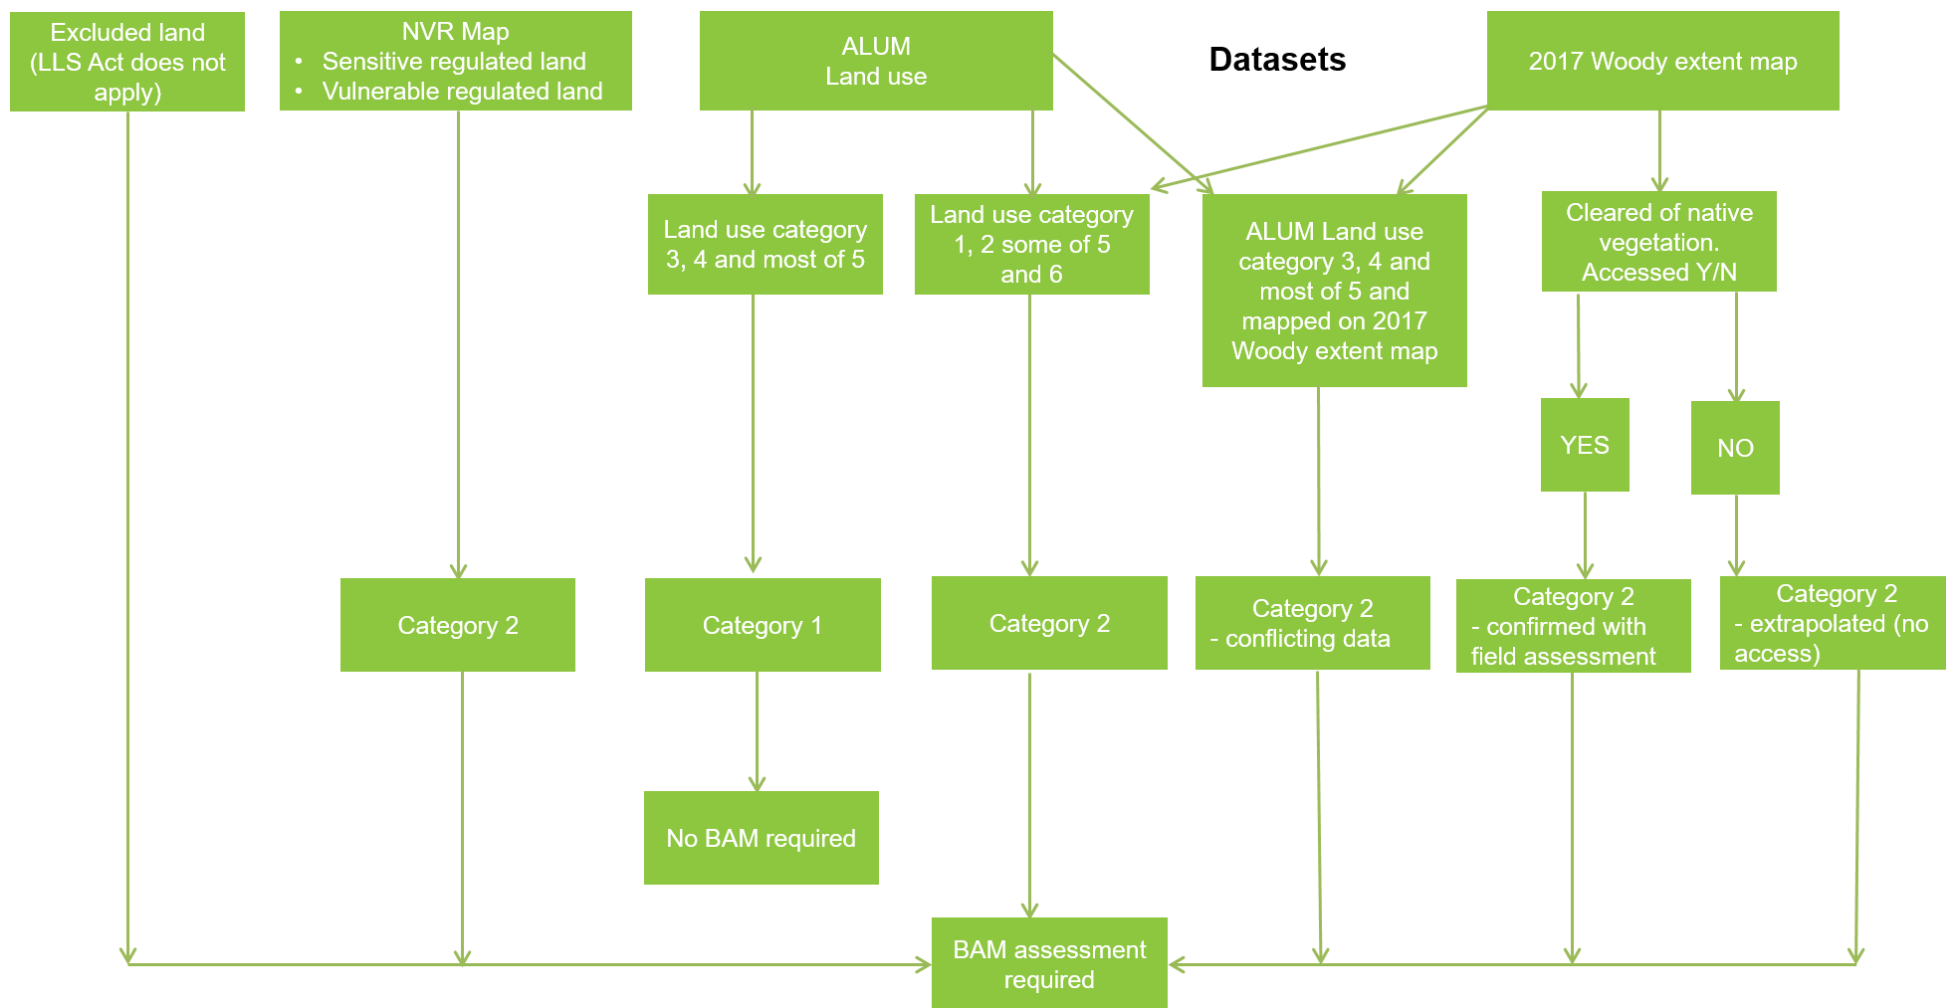 Excluded land
(LLS Act does not
apply)
NVR Map
• Sensitive regulated land
• Vulnerable regulated land
ALUM
Land use
Datasets
2017 Woody extent map
Land use category
3, 4 and most of 5
Land use category
1, 2 some of 5
and 6
ALUM Land use
category 3, 4 and
most of 5 and
mapped on 2017
Woody extent map
Cleared of native
vegetation.
Accessed Y/N
YES
NO
Category 2
Category 1
Category 2
Category 2
- conflicting data
Category 2
- confirmed with
field assessment
Category 2
- extrapolated (no
access)
No BAM required
BAM assessment
required